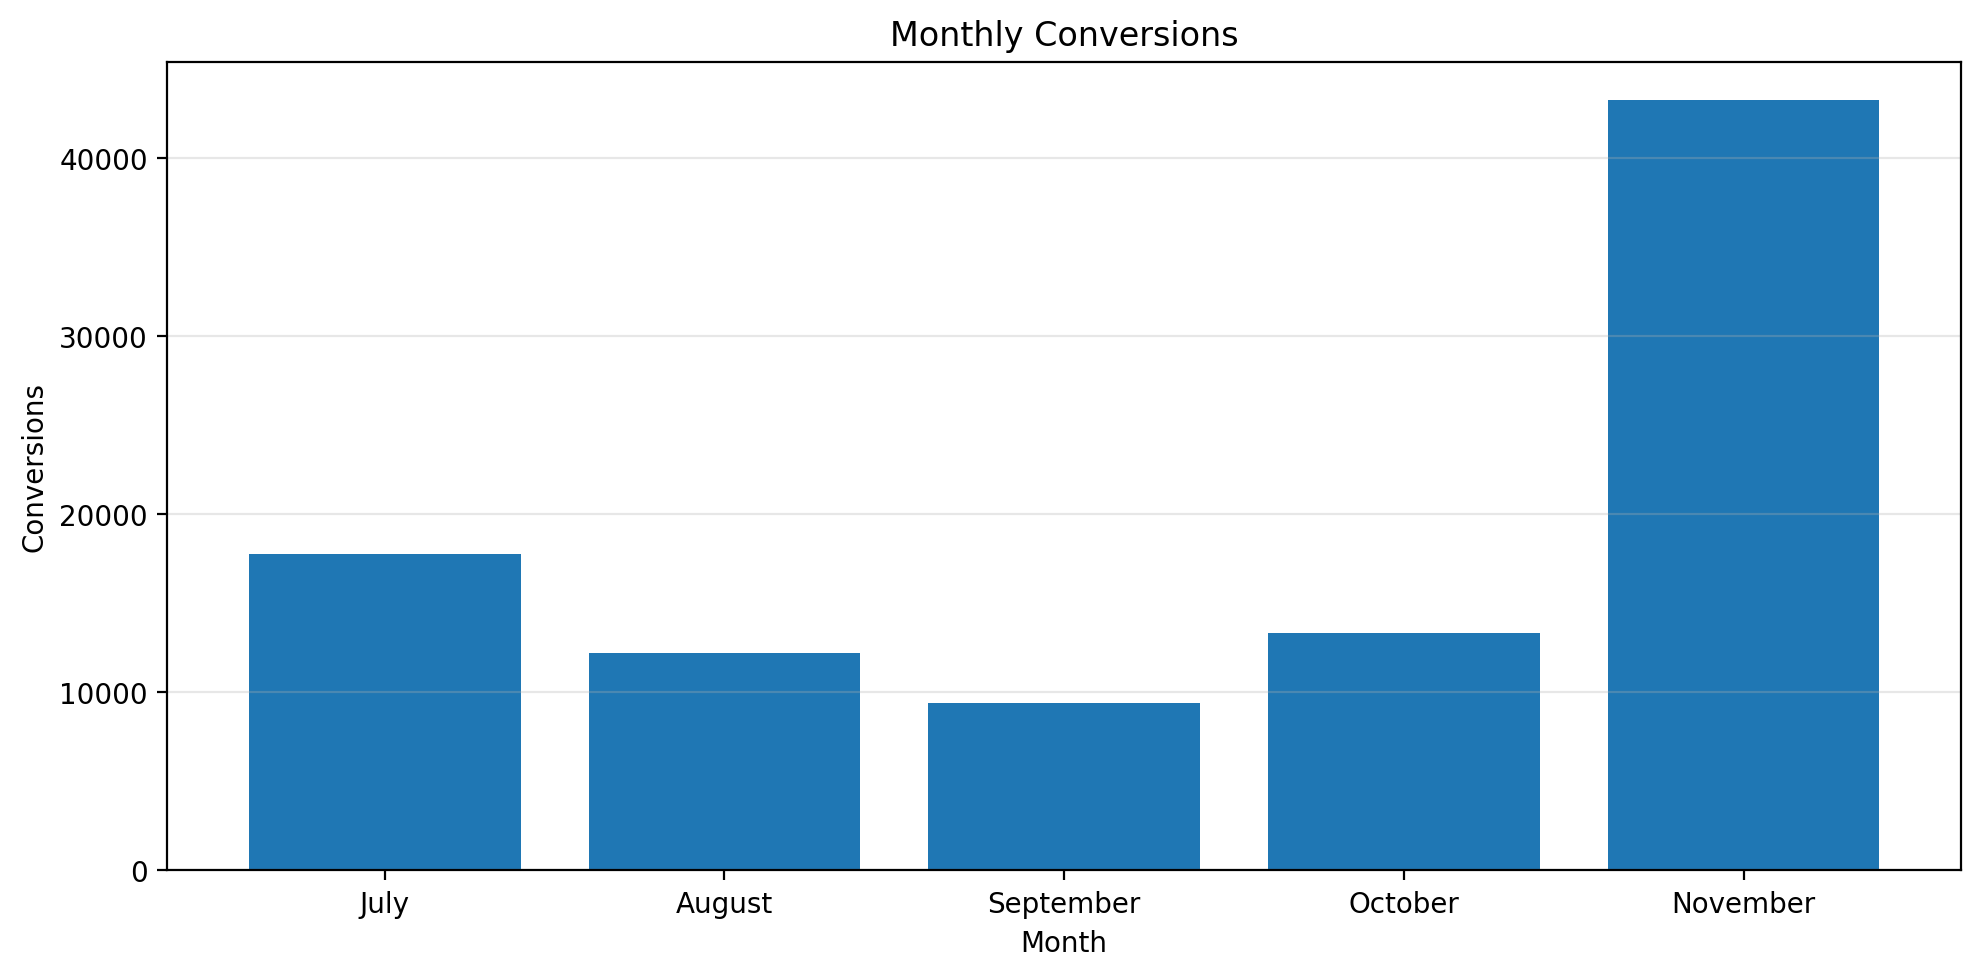 Monthly Conversions
Conversions
40000
30000
20000
10000
0
July August September October November
Month